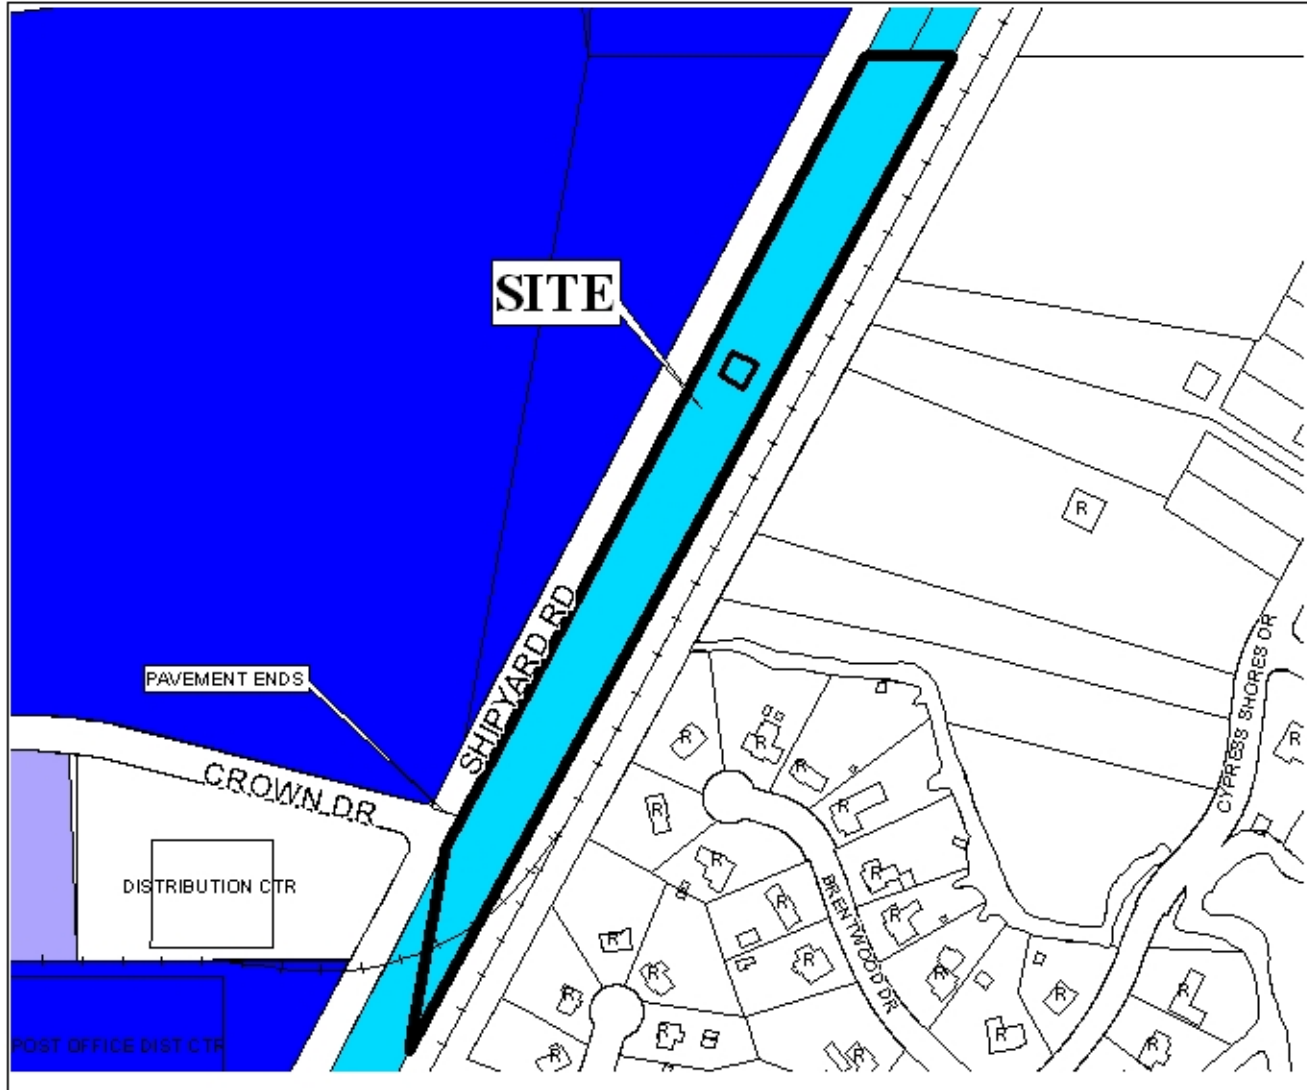 SITE
R
SHIPYARD RD
CYPRESS SHORES DR
PAVEMENT ENDS
R
R
R
R
CROWN DR
R
R
R
DISTRIBUTION CTR
R
R
BRENTWOOD DR
R
R
R
R
R
R
R
R
R
R
R
R
R
POST OFFICE DIST CTR